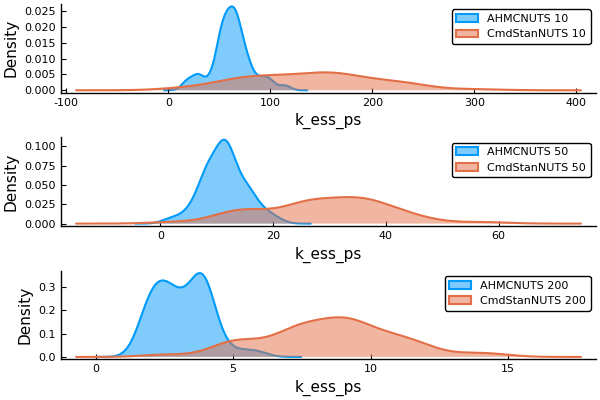 0.025
0.020
0.015
0.010
0.005
0.000
Density
AHMCNUTS 10
CmdStanNUTS 10
-100 0 100 200 300 400
k_ess_ps
0.100
0.075
0.050
0.025
0.000
Density
AHMCNUTS 50
CmdStanNUTS 50
0 20 40 60
k_ess_ps
0.3
0.2
0.1
0.0
Density
AHMCNUTS 200
CmdStanNUTS 200
0 5 10 15
k_ess_ps